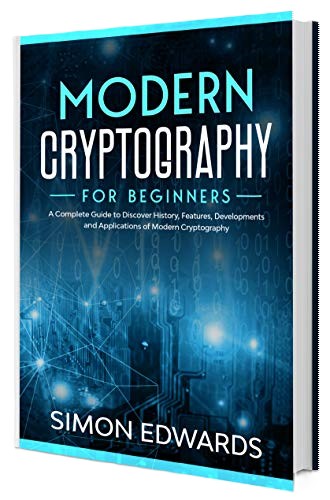 MODERN
CRYPTOGRAPHY
FOR BEGINNERS
A Complete Guide to Discover History, Features, Developments
and Applications of Modern Cryptography
SIMON EDWARDS